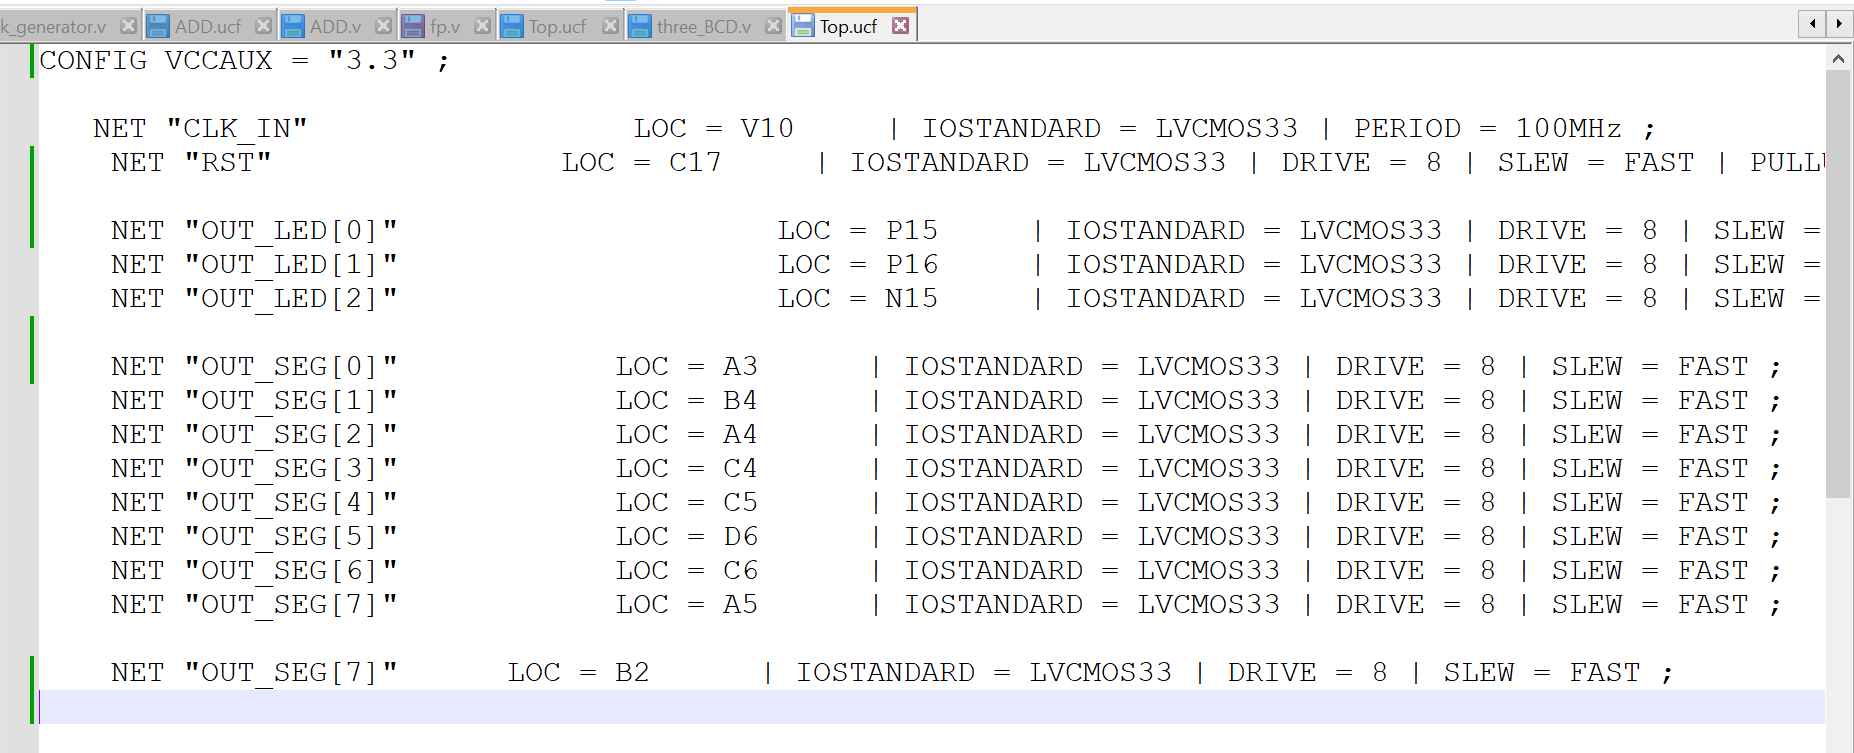 k_generator.v ADD.ucf ADD.v fp.v Top.ucf three_BCD.v Top.ucf
CONFIG VCCAUX = "3.3" ;
NET "CLK_IN" LOC = V10 | IOSTANDARD = LVCMOS33 | PERIOD = 100MHz ;
NET "RST" LOC = C17 | IOSTANDARD = LVCMOS33 | DRIVE = 8 | SLEW = FAST | PULL
NET "OUT_LED[0]" LOC = P15 | IOSTANDARD = LVCMOS33 | DRIVE = 8 | SLEW =
NET "OUT_LED[1]" LOC = P16 | IOSTANDARD = LVCMOS33 | DRIVE = 8 | SLEW =
NET "OUT_LED[2]" LOC = N15 | IOSTANDARD = LVCMOS33 | DRIVE = 8 | SLEW =
NET "OUT_SEG[0]" LOC = A3 | IOSTANDARD = LVCMOS33 | DRIVE = 8 | SLEW = FAST ;
NET "OUT_SEG[1]" LOC = B4 | IOSTANDARD = LVCMOS33 | DRIVE = 8 | SLEW = FAST ;
NET "OUT_SEG[2]" LOC = A4 | IOSTANDARD = LVCMOS33 | DRIVE = 8 | SLEW = FAST ;
NET "OUT_SEG[3]" LOC = C4 | IOSTANDARD = LVCMOS33 | DRIVE = 8 | SLEW = FAST ;
NET "OUT_SEG[4]" LOC = C5 | IOSTANDARD = LVCMOS33 | DRIVE = 8 | SLEW = FAST ;
NET "OUT_SEG[5]" LOC = D6 | IOSTANDARD = LVCMOS33 | DRIVE = 8 | SLEW = FAST ;
NET "OUT_SEG[6]" LOC = C6 | IOSTANDARD = LVCMOS33 | DRIVE = 8 | SLEW = FAST ;
NET "OUT_SEG[7]" LOC = A5 | IOSTANDARD = LVCMOS33 | DRIVE = 8 | SLEW = FAST ;
NET "OUT_SEG[7]" LOC = B2 | IOSTANDARD = LVCMOS33 | DRIVE = 8 | SLEW = FAST ;